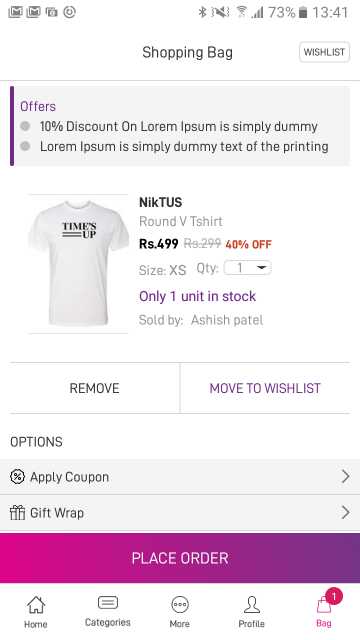 73% 13:41
Shopping Bag
WISHLIST
Offers
10% Discount On Lorem Ipsum is simply dummy
Lorem Ipsum is simply dummy text of the printing
TIME'S
UP
NikTUS
Round V Tshirt
Rs.499 Rs.299 40% OFF
Size: XS Qty: 1
Only 1 unit in stock
Sold by: Ashish patel
REMOVE
MOVE TO WISHLIST
OPTIONS
Apply Coupon
Gift Wrap
PLACE ORDER
1
Home
Categories
More
Profile
Bag